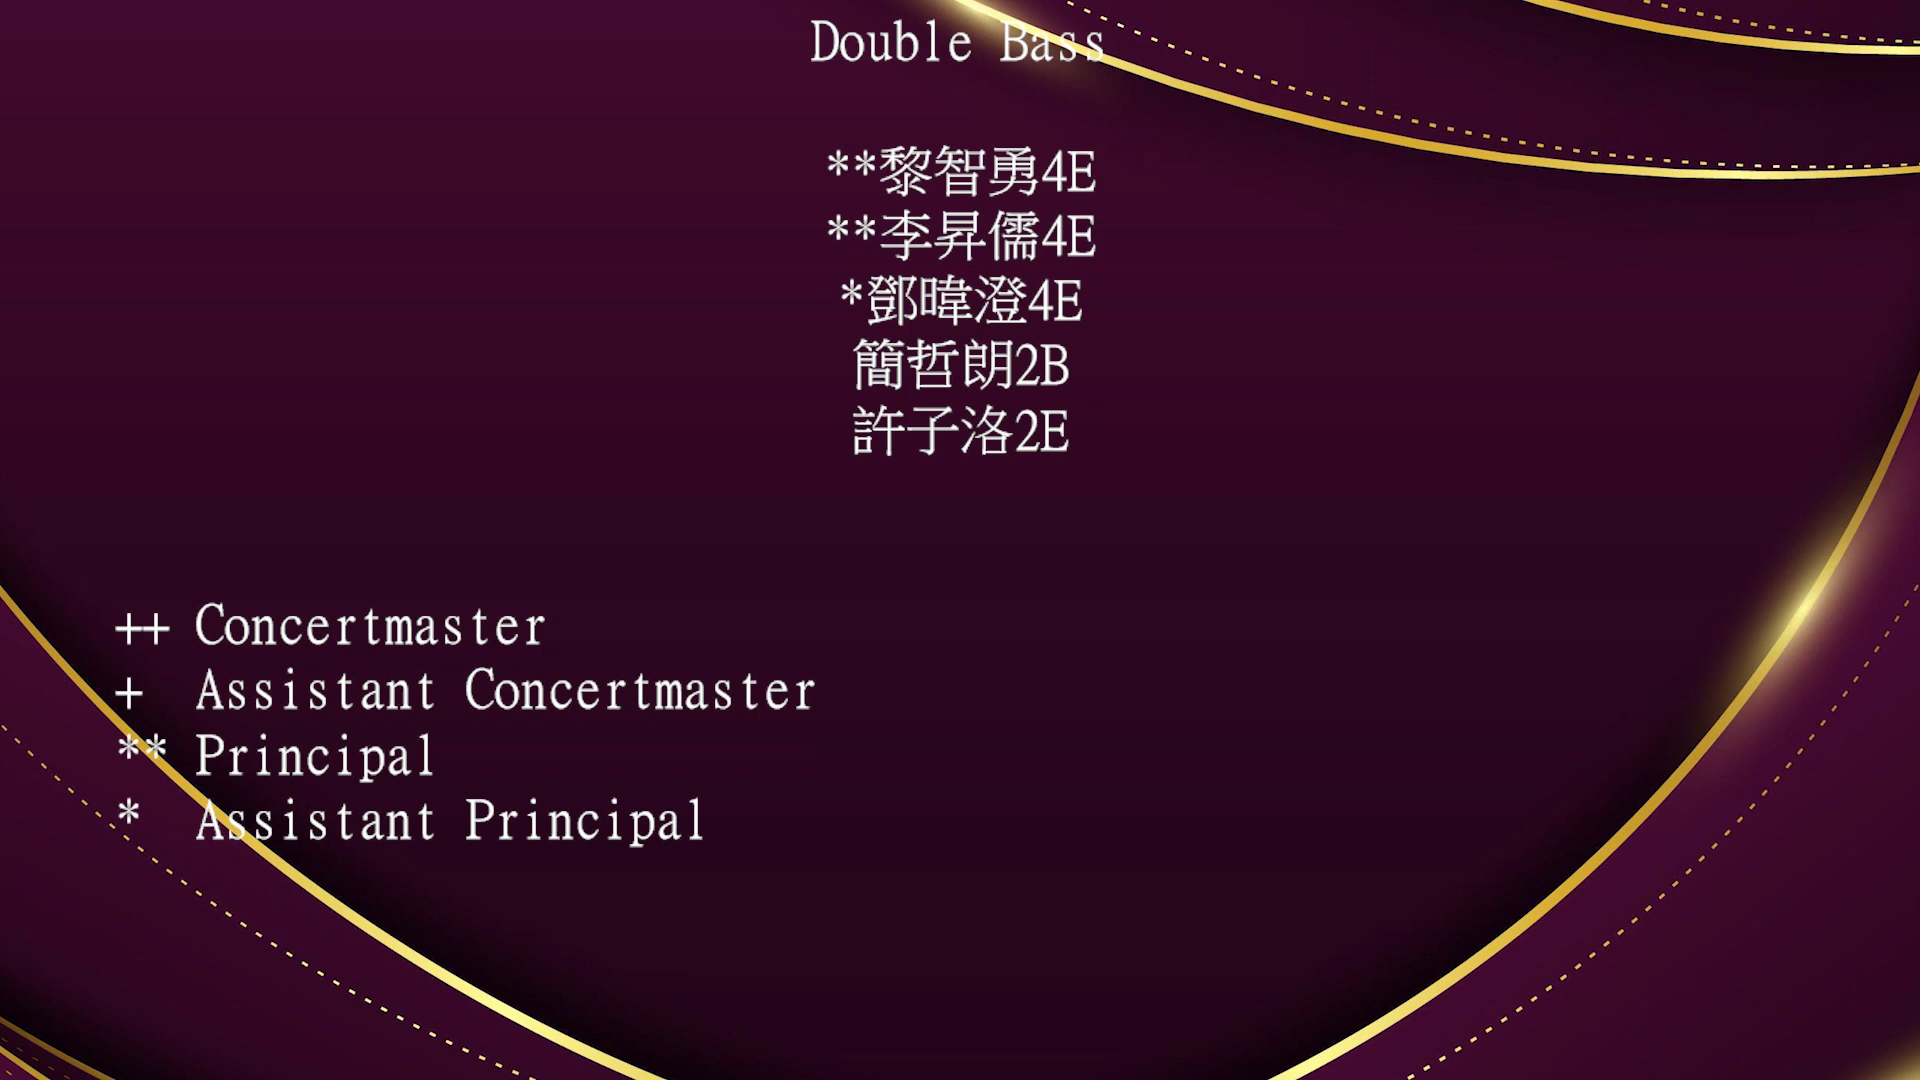 Double Bass
**黎智勇4E
**李昇儒4E
*鄧暐澄4E
簡哲朗2B
許子洛2E
++ Concertmaster
+ Assistant Concertmaster
** Principal
* Assistant Principal